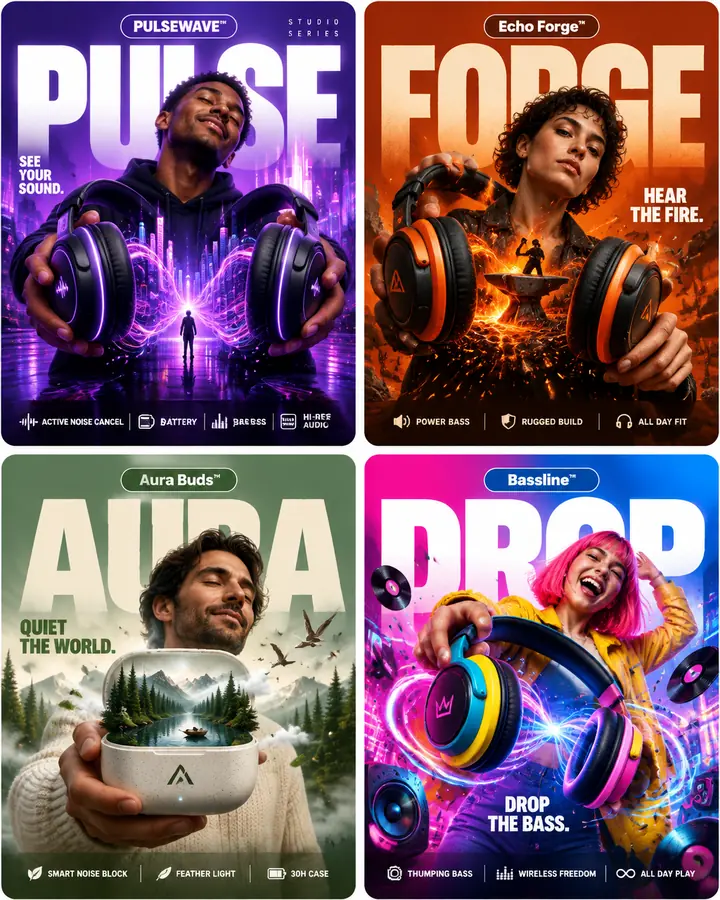 PULSEWAVE™
STUDIO
SERIES
PULSE
SEE
YOUR
SOUND.
ACTIVE NOISE CANCEL
BATTERY
AUDIO
Echo Forge™
FORGE
HEAR
THE FIRE.
POWER BASS
RUGGED BUILD
ALL DAY FIT
Aura Buds™
AURA
QUIET
THE WORLD.
SMART NOISE BLOCK
FEATHER LIGHT
30H CASE
Bassline™
DROP
DROP
THE BASS.
THUMPING BASS
WIRELESS FREEDOM
ALL DAY PLAY